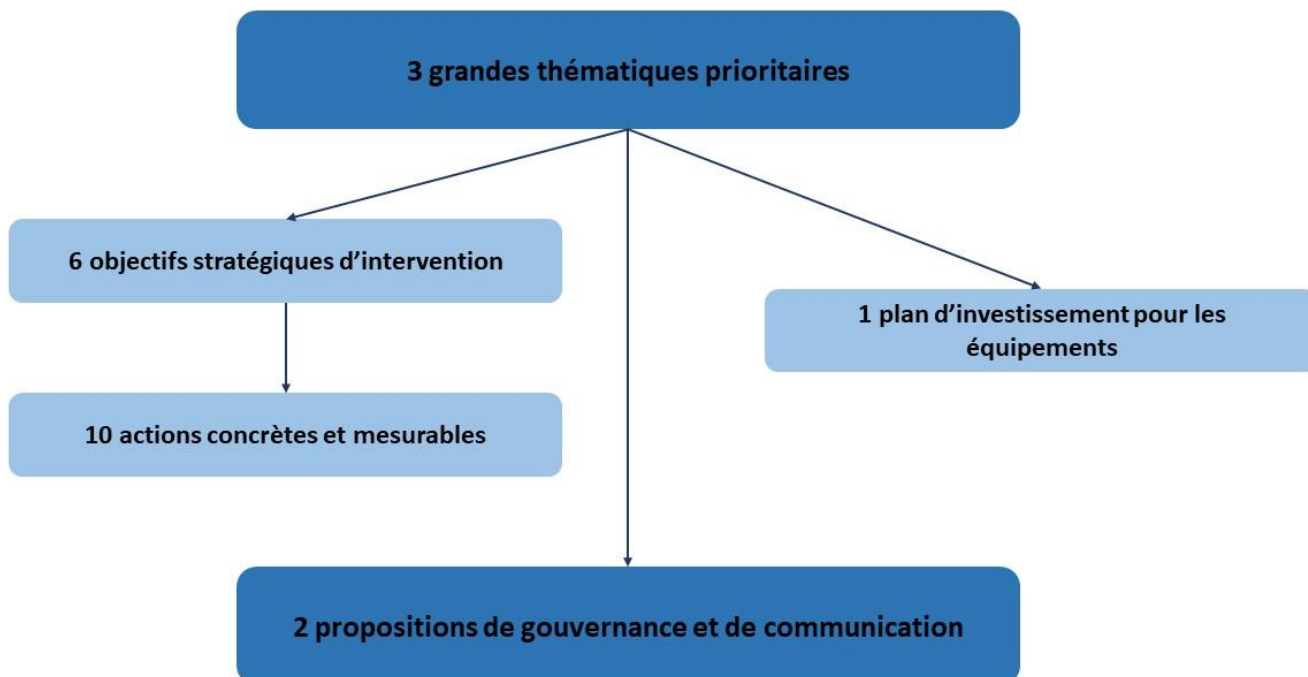 3 grandes thématiques prioritaires
6 objectifs stratégiques d’intervention
1 plan d’investissement pour les
équipements
10 actions concrètes et mesurables
2 propositions de gouvernance et de communication